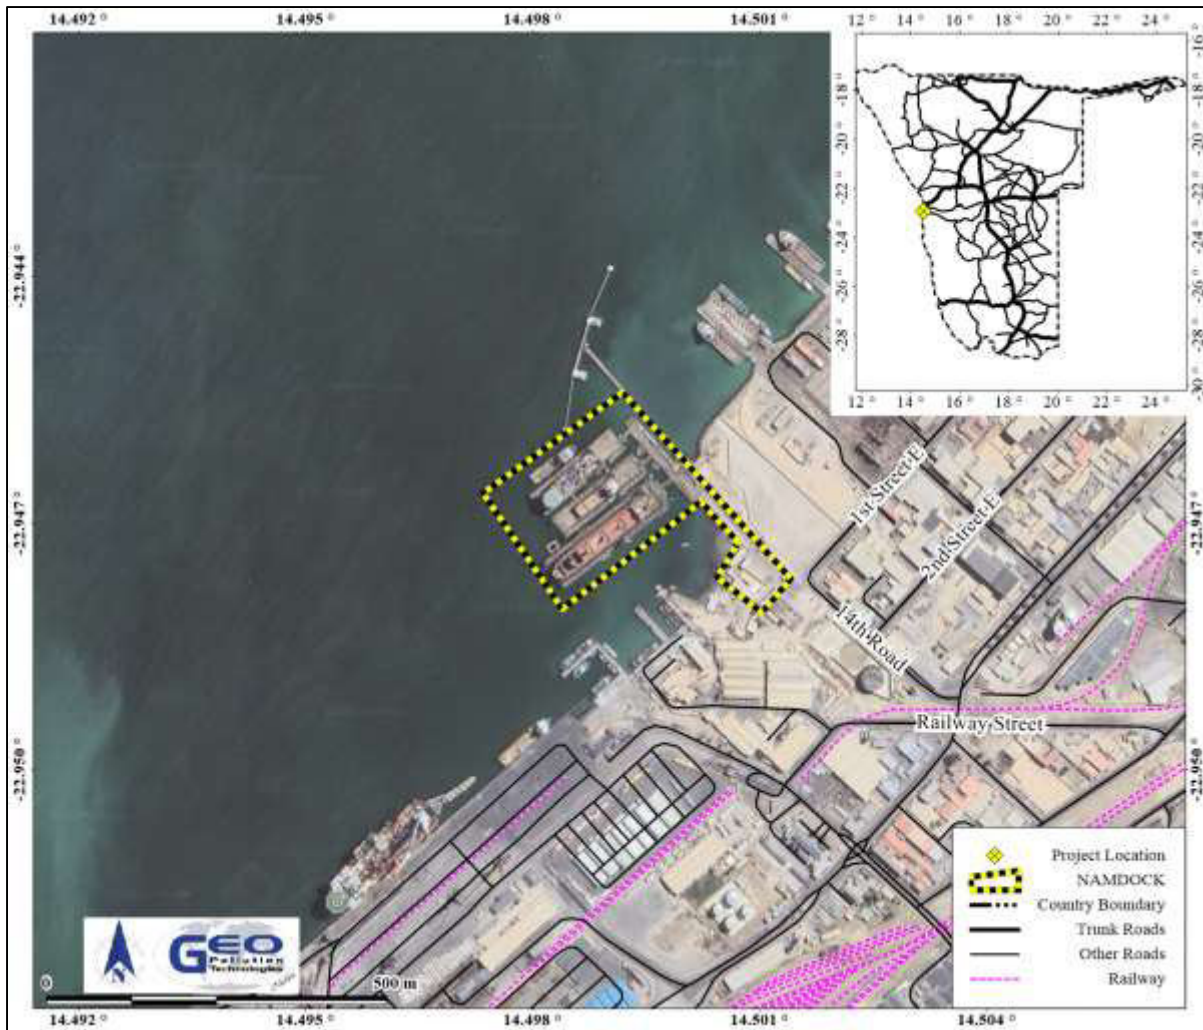 14.492 °
14.495 °
14.498 °
14.501 °
12 °
14 °
16 °
18 °
20 °
22 °
24 °
-16 °
-18 °
-18 °
-20 °
-20 °
-22 °
-22 °
-24 °
-24 °
-26 °
-26 °
-28 °
-28 °
-30 °
12 °
14 °
16 °
18 °
20 °
22 °
24 °
-22.944 °
-22.947 °
-22.947 °
-22.950 °
-22.950 °
1st Street E
2nd Street E
14th Road
Railway Street
Project Location
NAMDOCK
Country Boundary
Trunk Roads
Other Roads
Railway
N
GEO
Pollution
Technologies
0
500 m
14.492 °
14.495 °
14.498 °
14.501 °
14.504 °